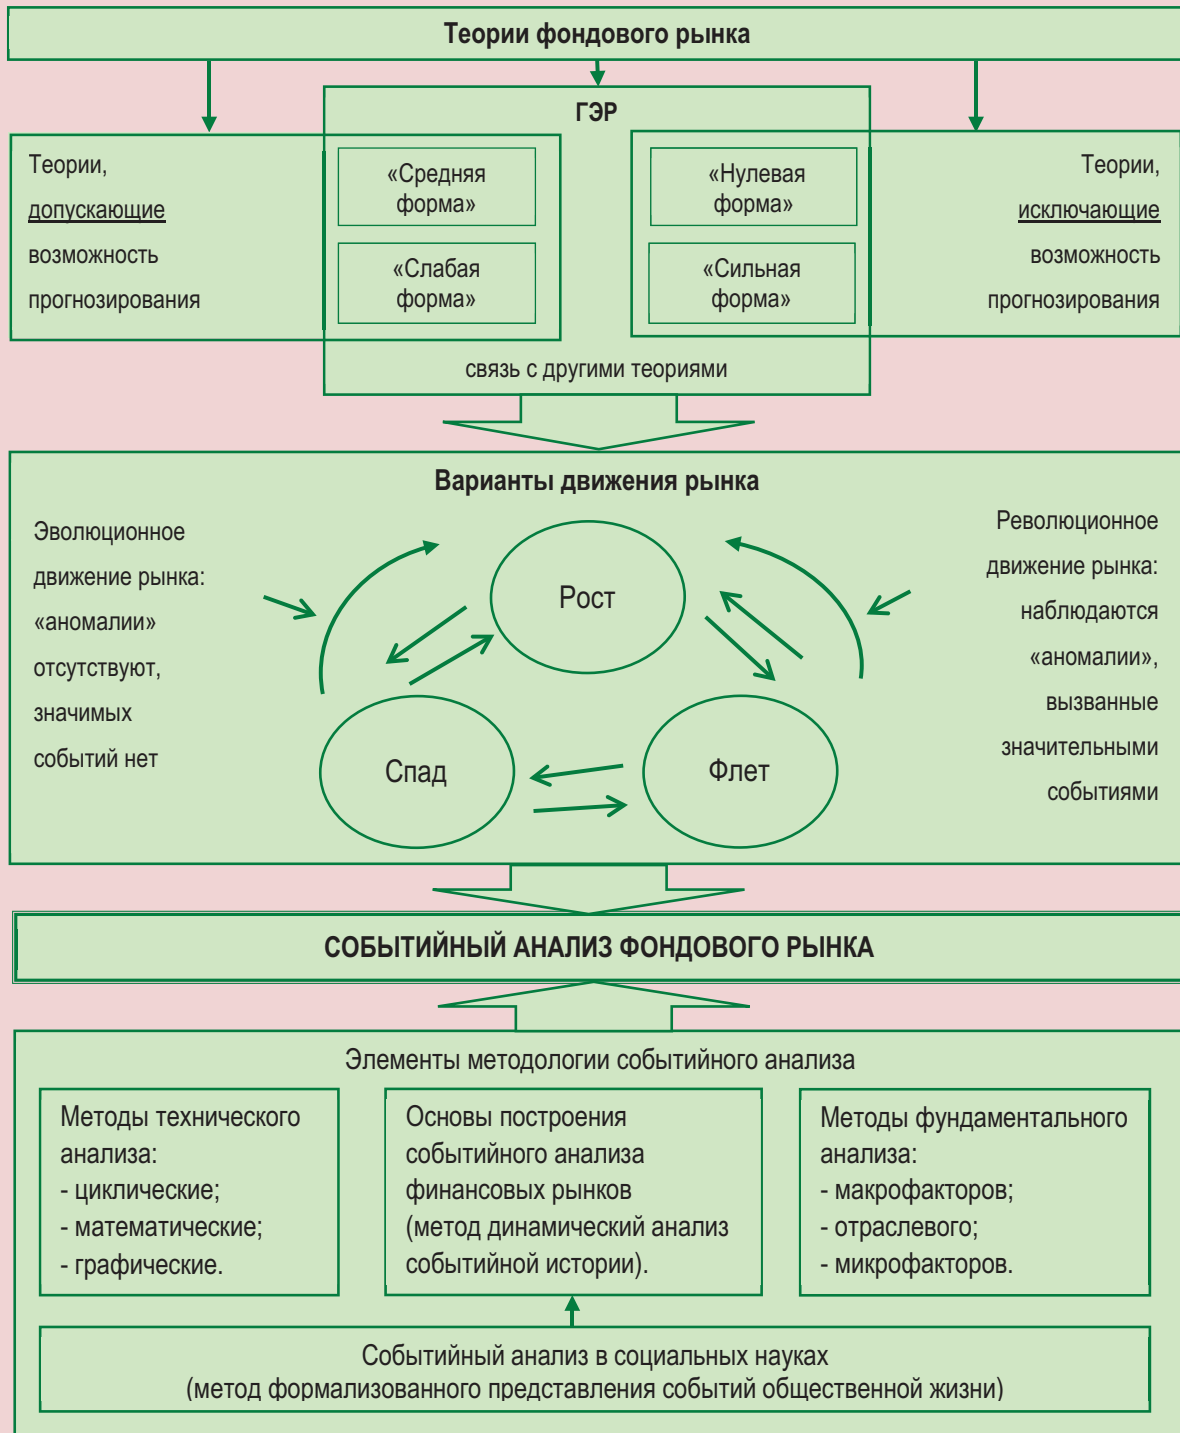 Теории фондового рынка
ГЭР
Теории,
допускающие
возможность
прогнозирования
«Средняя
форма»
«Слабая
форма»
«Нулевая
форма»
«Сильная
форма»
Теории,
исключающие
возможность
прогнозирования
связь с другими теориями
Варианты движения рынка
Эволюционное
движение рынка:
«аномалии»
отсутствуют,
значимых
событий нет
Рост
Спад
Флет
Революционное
движение рынка:
наблюдаются
«аномалии»,
вызванные
значительными
событиями
СОБЫТИЙНЫЙ АНАЛИЗ ФОНДОВОГО РЫНКА
Элементы методологии событийного анализа
Методы технического
анализа:
- циклические;
- математические;
- графические.
Основы построения
событийного анализа
финансовых рынков
(метод динамический анализ
событийной истории).
Методы фундаментального
анализа:
- макрофакторов;
- отраслевого;
- микрофакторов.
Событийный анализ в социальных науках
(метод формализованного представления событий общественной жизни)